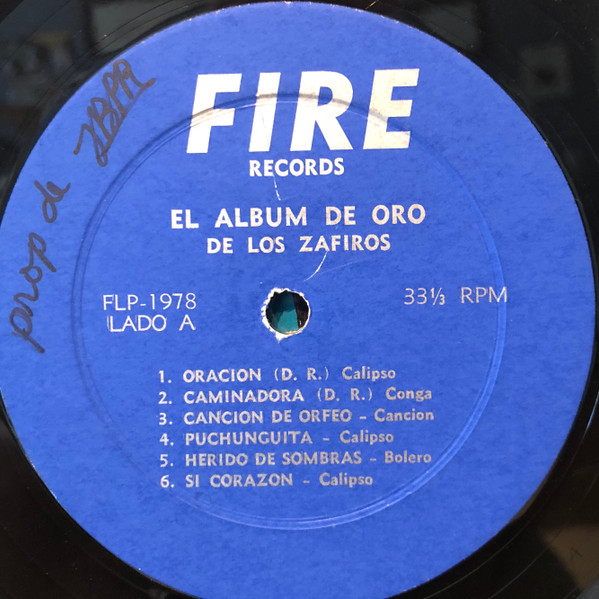 FIRE
RECORDS
EL ALBUM DE ORO
DE LOS ZAFIROS
FLP-1978
LADO A
33⅓ RPM
1. ORACION (D. R.) Calipso
2. CAMINADORA (D. R.) Conga
3. CANCION DE ORFEO - Cancion
4. PUCHUNGUITA - Calipso
5. HERIDO DE SOMBRAS - Bolero
6. SI CORAZON - Calipso
prop de